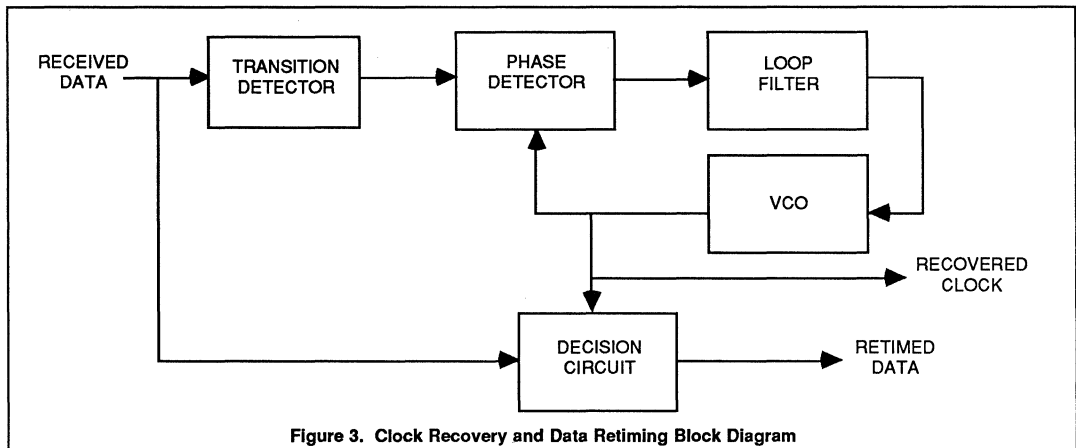 RECEIVED
DATA
TRANSITION
DETECTOR
PHASE
DETECTOR
LOOP
FILTER
VCO
RECOVERED
CLOCK
DECISION
CIRCUIT
RETIMED
DATA
Figure 3. Clock Recovery and Data Retiming Block Diagram